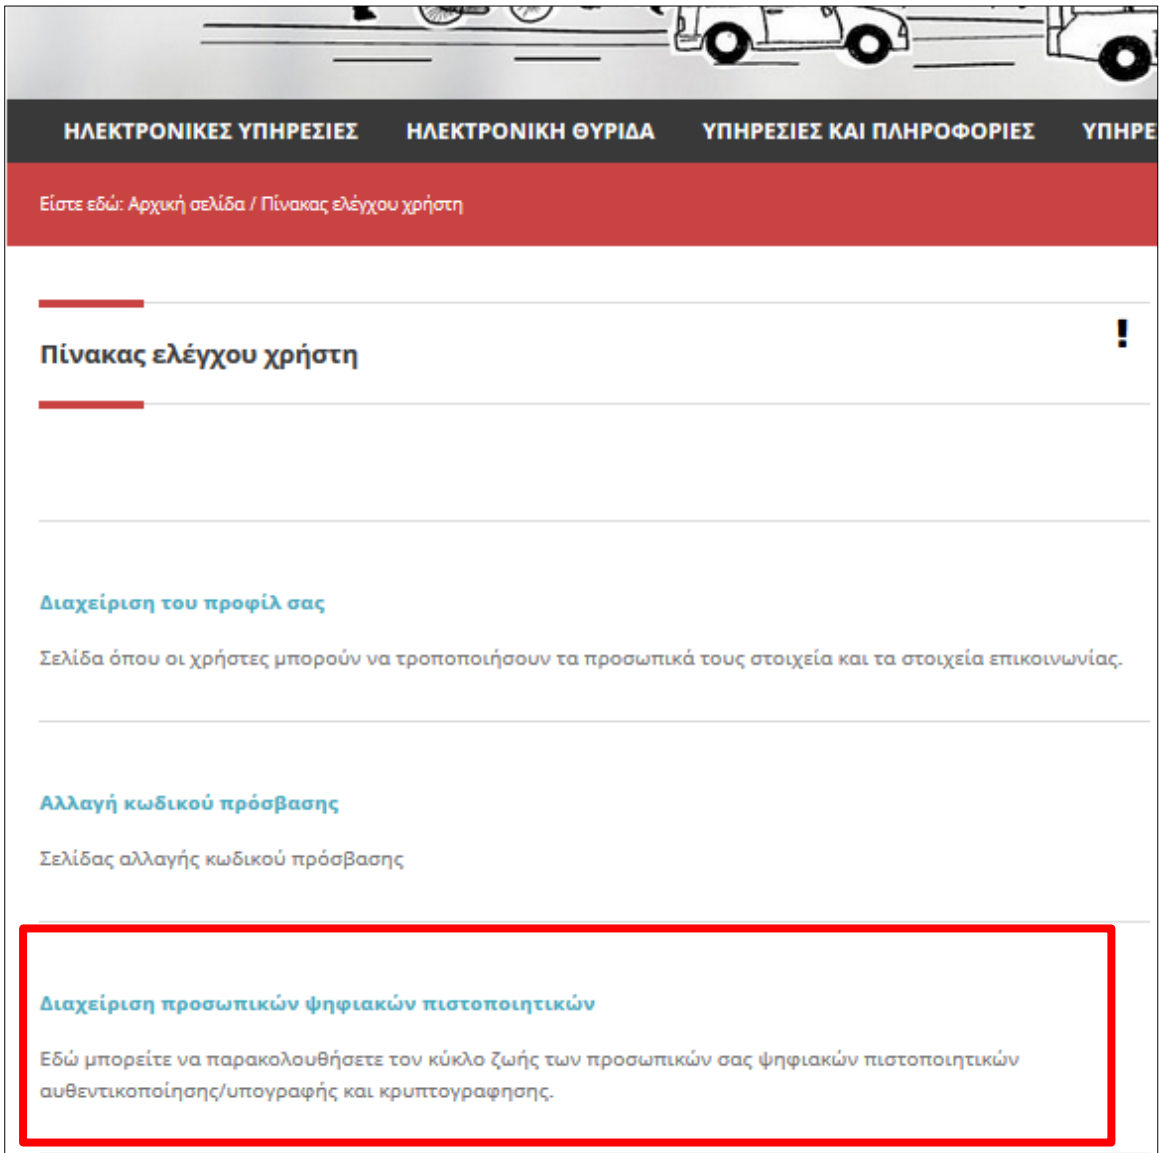 ΗΛΕΚΤΡΟΝΙΚΕΣ ΥΠΗΡΕΣΙΕΣ ΗΛΕΚΤΡΟΝΙΚΗ ΘΥΡΙΔΑ ΥΠΗΡΕΣΙΕΣ ΚΑΙ ΠΛΗΡΟΦΟΡΙΕΣ ΥΠΗΡΕ
Είστε εδώ: Αρχική σελίδα / Πίνακας ελέγχου χρήστη
!
Πίνακας ελέγχου χρήστη
Διαχείριση του προφίλ σας
Σελίδα όπου οι χρήστες μπορούν να τροποποιήσουν τα προσωπικά τους στοιχεία και τα στοιχεία επικοινωνίας.
Αλλαγή κωδικού πρόσβασης
Σελίδας αλλαγής κωδικού πρόσβασης
Διαχείριση προσωπικών ψηφιακών πιστοποιητικών
Εδώ μπορείτε να παρακολουθήσετε τον κύκλο ζωής των προσωπικών σας ψηφιακών πιστοποιητικών
αυθεντικοποίησης/υπογραφής και κρυπτογραφησης.